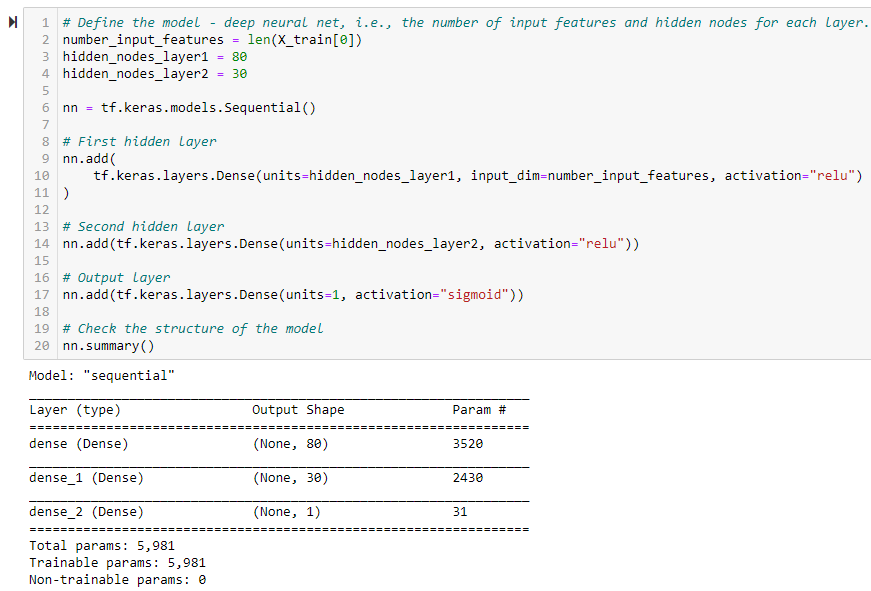 1 # Define the model - deep neural net, i.e., the number of input features and hidden nodes for each layer.
2 number_input_features = len(X_train[0])
3 hidden_nodes_layer1 = 80
4 hidden_nodes_layer2 = 30
5
6 nn = tf.keras.models.Sequential()
7
8 # First hidden layer
9 nn.add(
10     tf.keras.layers.Dense(units=hidden_nodes_layer1, input_dim=number_input_features, activation="relu")
11 )
12
13 # Second hidden layer
14 nn.add(tf.keras.layers.Dense(units=hidden_nodes_layer2, activation="relu"))
15
16 # Output layer
17 nn.add(tf.keras.layers.Dense(units=1, activation="sigmoid"))
18
19 # Check the structure of the model
20 nn.summary()
Model: "sequential"
_________________________________________________________________
Layer (type)                 Output Shape              Param #
=================================================================
dense (Dense)                (None, 80)                3520
_________________________________________________________________
dense_1 (Dense)              (None, 30)                2430
_________________________________________________________________
dense_2 (Dense)              (None, 1)                 31
=================================================================
Total params: 5,981
Trainable params: 5,981
Non-trainable params: 0